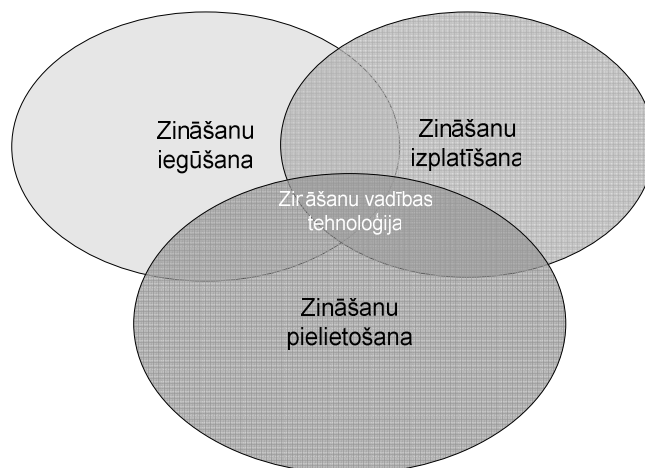 Zināšanu
iegūšana
Zināšanu
izplatīšana
Zināšanu vadības
tehnoloģija
Zināšanu
pielietošana